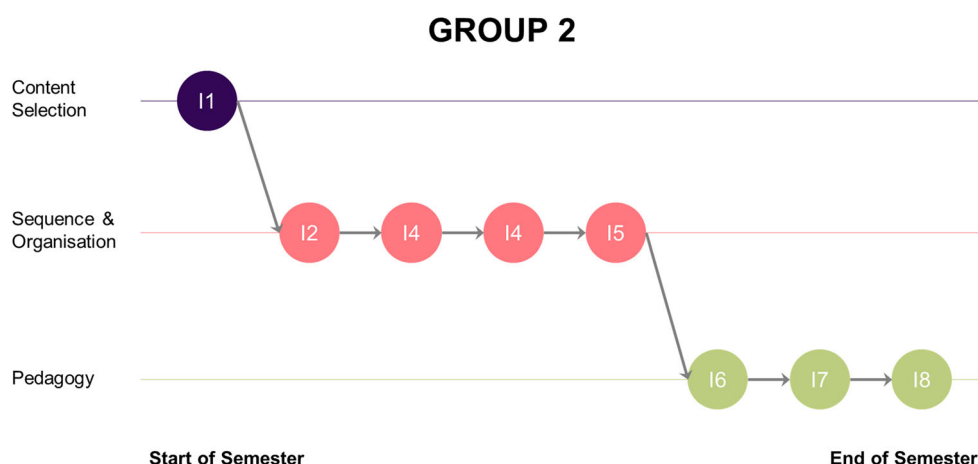 GROUP 2
Content
Selection
I1
Sequence &
Organisation
I2
I4
I4
I5
Pedagogy
I6
I7
I8
Start of Semester
End of Semester